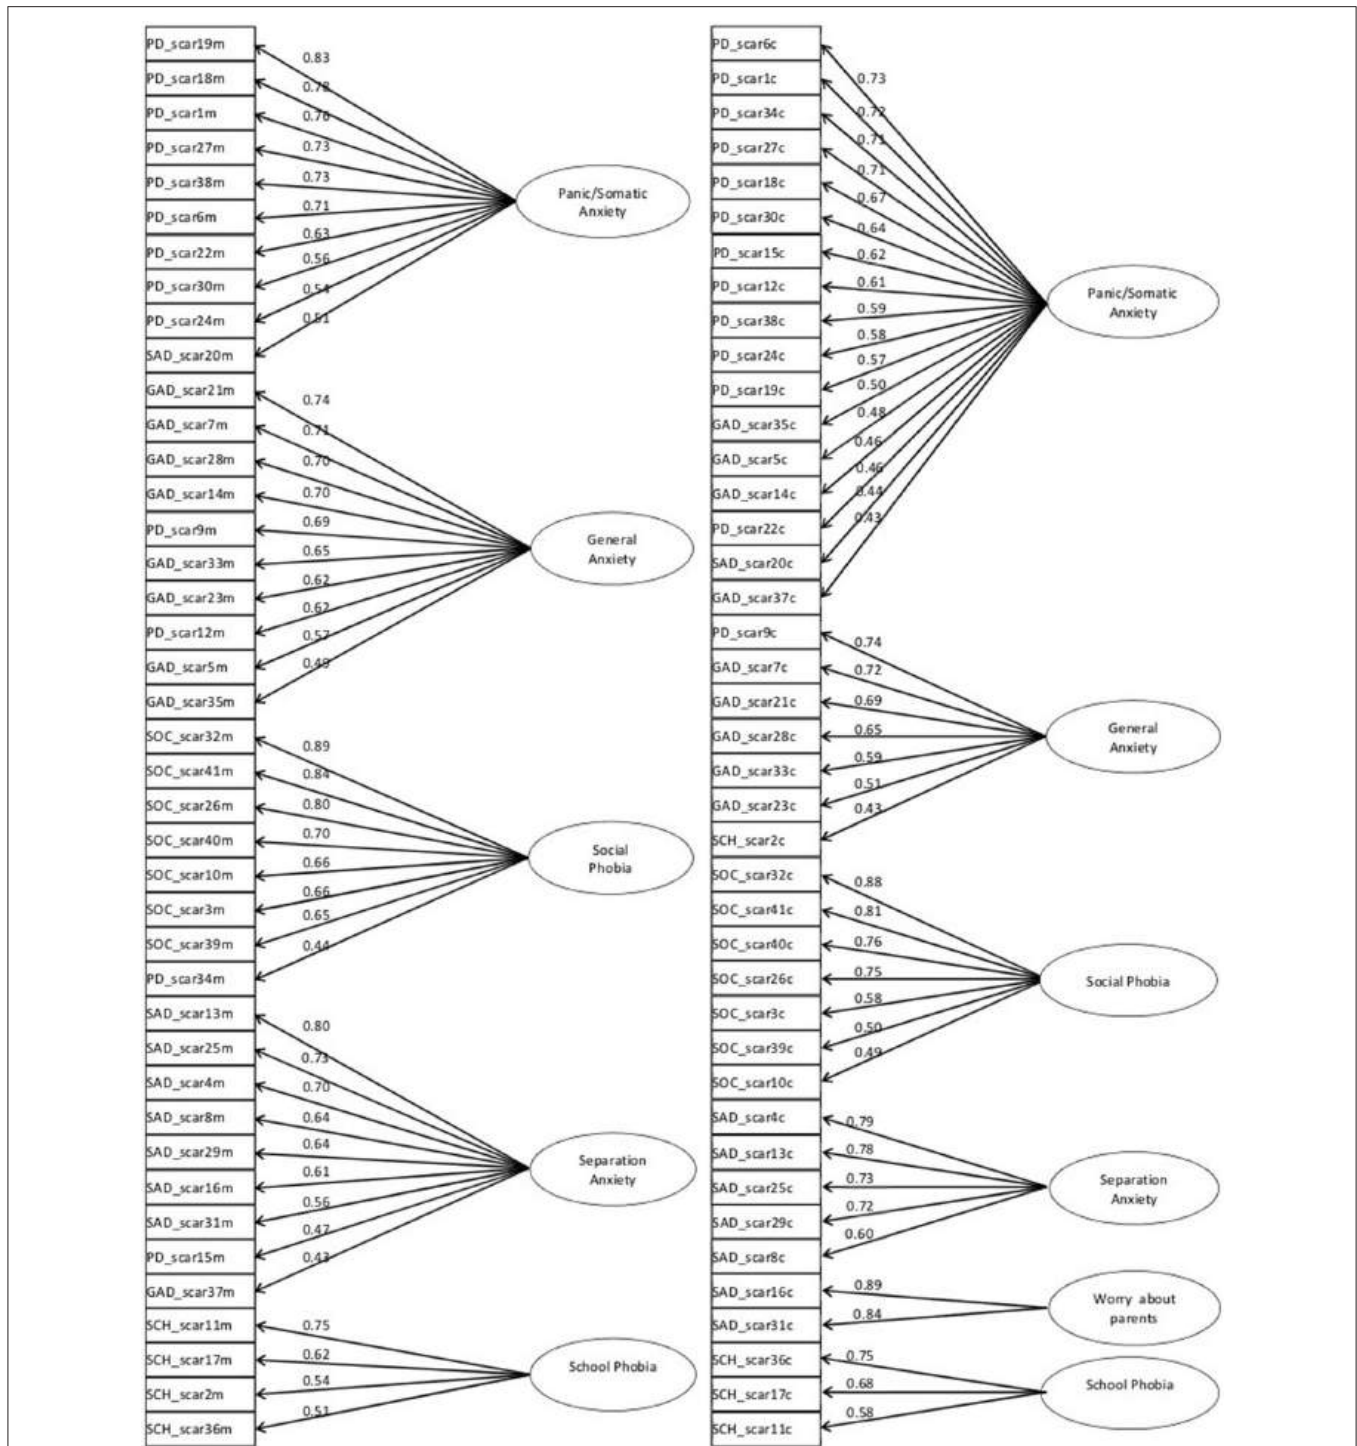 PD_scar19m
0.83
PD_scar18m
0.78
PD_scar1m
0.76
PD_scar27m
0.73
PD_scar38m
0.73
PD_scar6m
0.71
PD_scar22m
0.63
PD_scar30m
0.56
PD_scar24m
0.54
SAD_scar20m
0.51
Panic/Somatic
Anxiety
GAD_scar21m
0.74
GAD_scar7m
0.71
GAD_scar28m
0.70
GAD_scar14m
0.70
PD_scar9m
0.69
GAD_scar33m
0.65
GAD_scar23m
0.62
PD_scar12m
0.62
GAD_scar5m
0.57
GAD_scar35m
0.49
General
Anxiety
SOC_scar32m
0.89
SOC_scar41m
0.84
SOC_scar26m
0.80
SOC_scar40m
0.70
SOC_scar10m
0.66
SOC_scar3m
0.66
SOC_scar39m
0.65
PD_scar34m
0.44
Social
Phobia
SAD_scar13m
0.80
SAD_scar25m
0.73
SAD_scar4m
0.70
SAD_scar8m
0.64
SAD_scar29m
0.64
SAD_scar16m
0.61
SAD_scar31m
0.56
PD_scar15m
0.47
GAD_scar37m
0.43
Separation
Anxiety
SCH_scar11m
0.75
SCH_scar17m
0.62
SCH_scar2m
0.54
SCH_scar36m
0.51
School Phobia
PD_scar6c
0.73
PD_scar1c
0.72
PD_scar34c
0.71
PD_scar27c
0.71
PD_scar18c
0.67
PD_scar30c
0.64
PD_scar15c
0.62
PD_scar12c
0.61
PD_scar38c
0.59
PD_scar24c
0.58
PD_scar19c
0.57
GAD_scar35c
0.50
GAD_scar5c
0.48
GAD_scar14c
0.46
PD_scar22c
0.46
SAD_scar20c
0.44
GAD_scar37c
0.43
Panic/Somatic
Anxiety
PD_scar9c
0.74
GAD_scar7c
0.72
GAD_scar21c
0.69
GAD_scar28c
0.65
GAD_scar33c
0.59
GAD_scar23c
0.51
SCH_scar2c
0.43
General
Anxiety
SOC_scar32c
0.88
SOC_scar41c
0.81
SOC_scar40c
0.76
SOC_scar26c
0.75
SOC_scar3c
0.58
SOC_scar39c
0.50
SOC_scar10c
0.49
Social Phobia
SAD_scar4c
0.79
SAD_scar13c
0.78
SAD_scar25c
0.73
SAD_scar29c
0.72
SAD_scar8c
0.60
Separation
Anxiety
SAD_scar16c
0.89
SAD_scar31c
0.84
Worry about
parents
SCH_scar36c
0.75
SCH_scar17c
0.68
SCH_scar11c
0.58
School Phobia